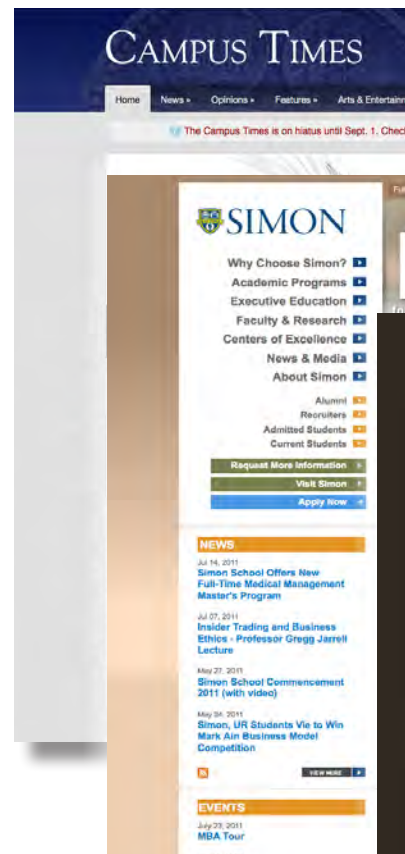 CAMPUS TIMES
Home News » Opinions » Features » Arts &
The Campus Times is on hiatus until Sept. 1.
SIMON
Why Choose Simon?
Academic Programs
Executive Education
Faculty & Research
Centers of Excellence
News & Media
About Simon
Alumni
Recruiters
Admitted Students
Current Students
Request More Information
Visit Simon
Apply Now
NEWS
Jul 14, 2011
Simon School Offers New
Full-Time Medical Management
Master's Program
Jul 07, 2011
Insider Trading and Business
Ethics - Professor Gregg Jarrell
Lecture
May 27, 2011
Simon School Commencement
2011 (with video)
May 24, 2011
Simon, UR Students Vie to Win
Mark Ain Business Model
Competition
VIEW MORE
EVENTS
July 23, 2011
MBA Tour